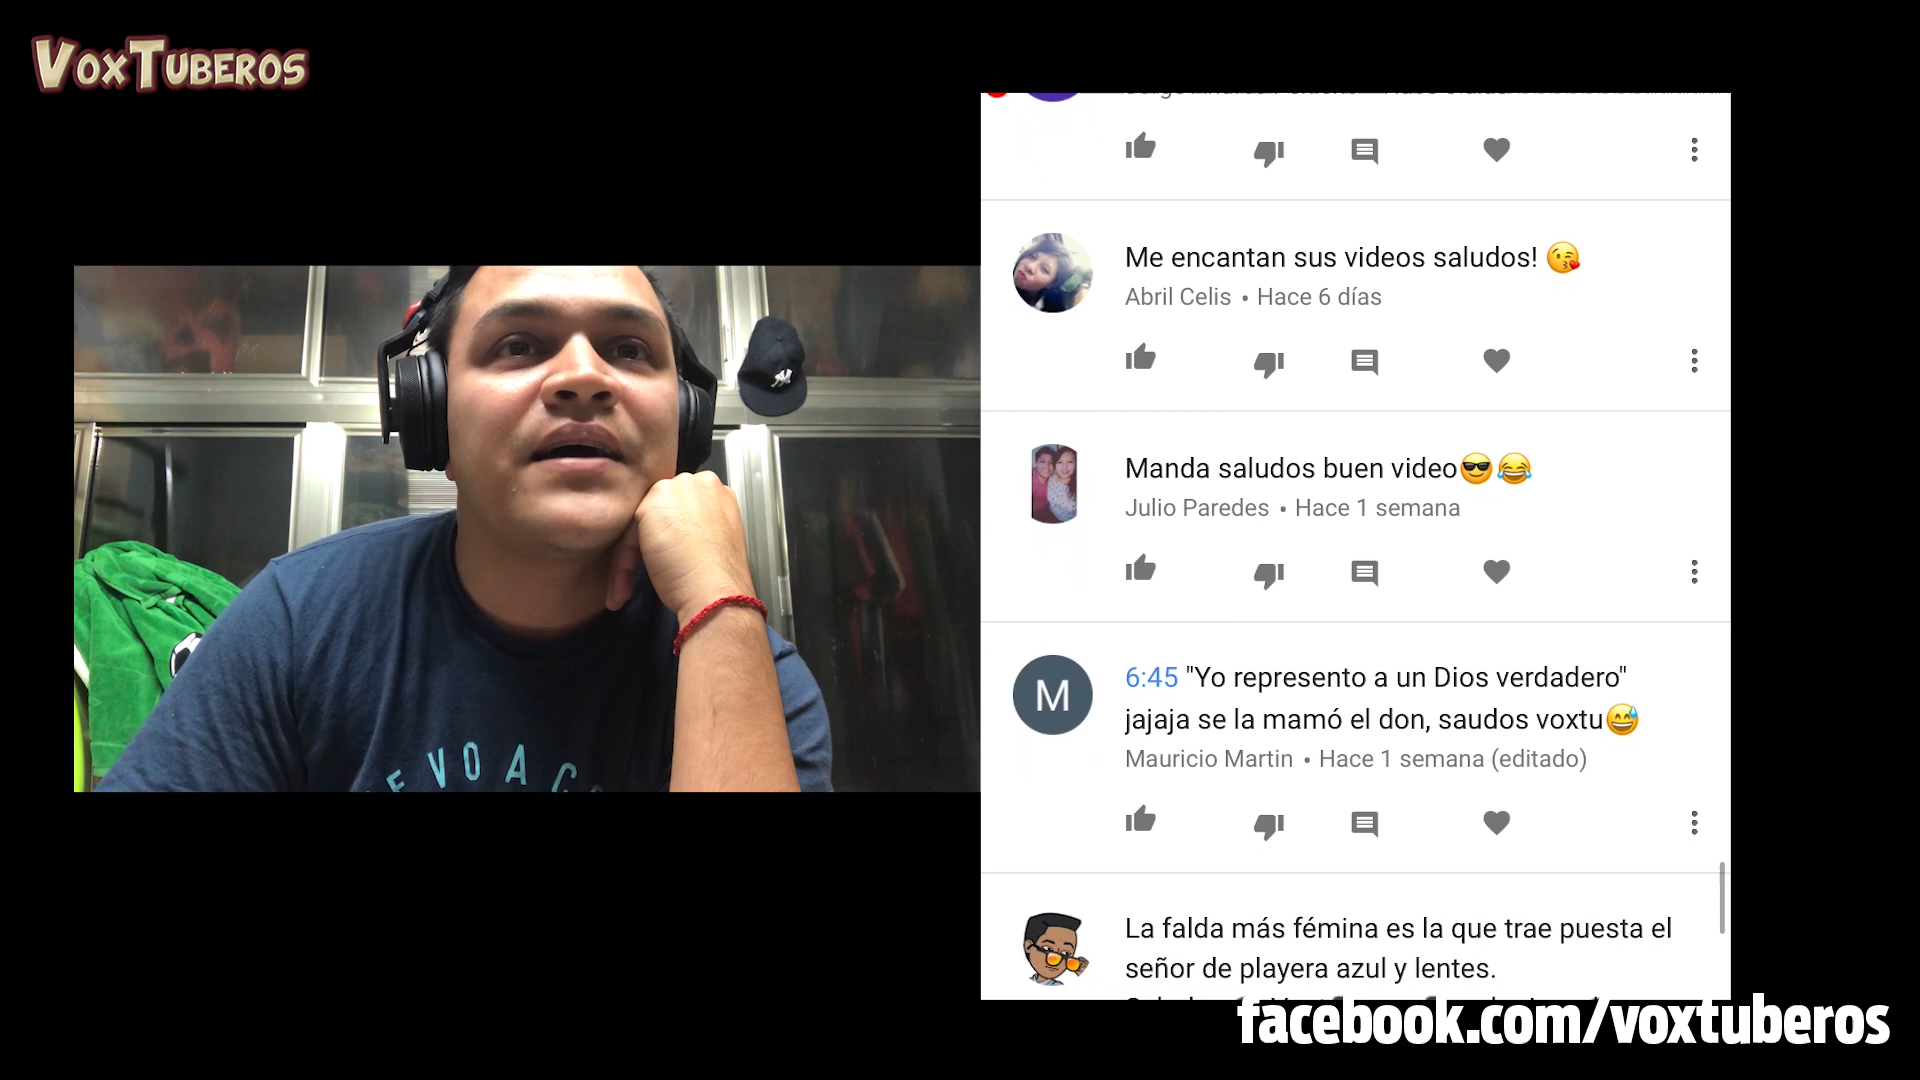 VoxTuberos
Me encantan sus videos saludos! 😘
Abril Celis • Hace 6 días
Manda saludos buen video😎😂
Julio Paredes • Hace 1 semana
M
6:45 "Yo represento a un Dios verdadero"
jajaja se la mamó el don, saudos voxtu😅
Mauricio Martin • Hace 1 semana (editado)
La falda más fémina es la que trae puesta el
señor de playera azul y lentes.
facebook.com/voxtuberos
NY